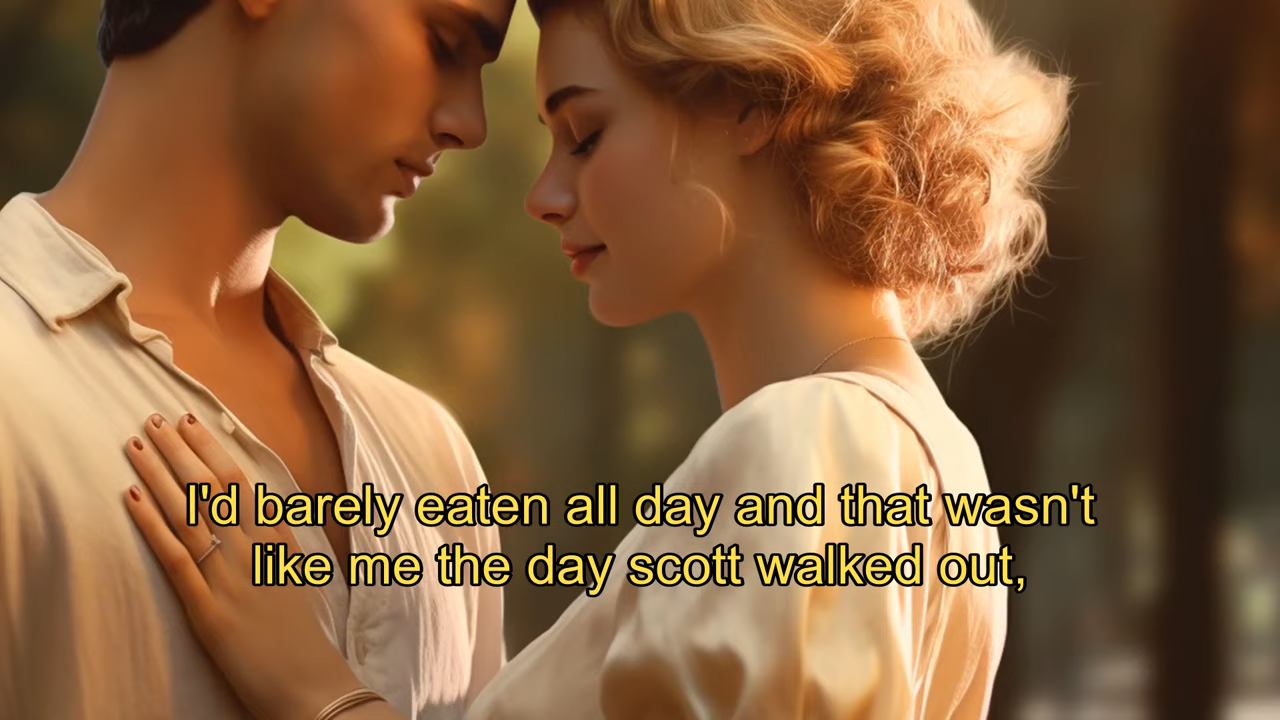 I'd barely eaten all day and that wasn't
like me the day scott walked out,